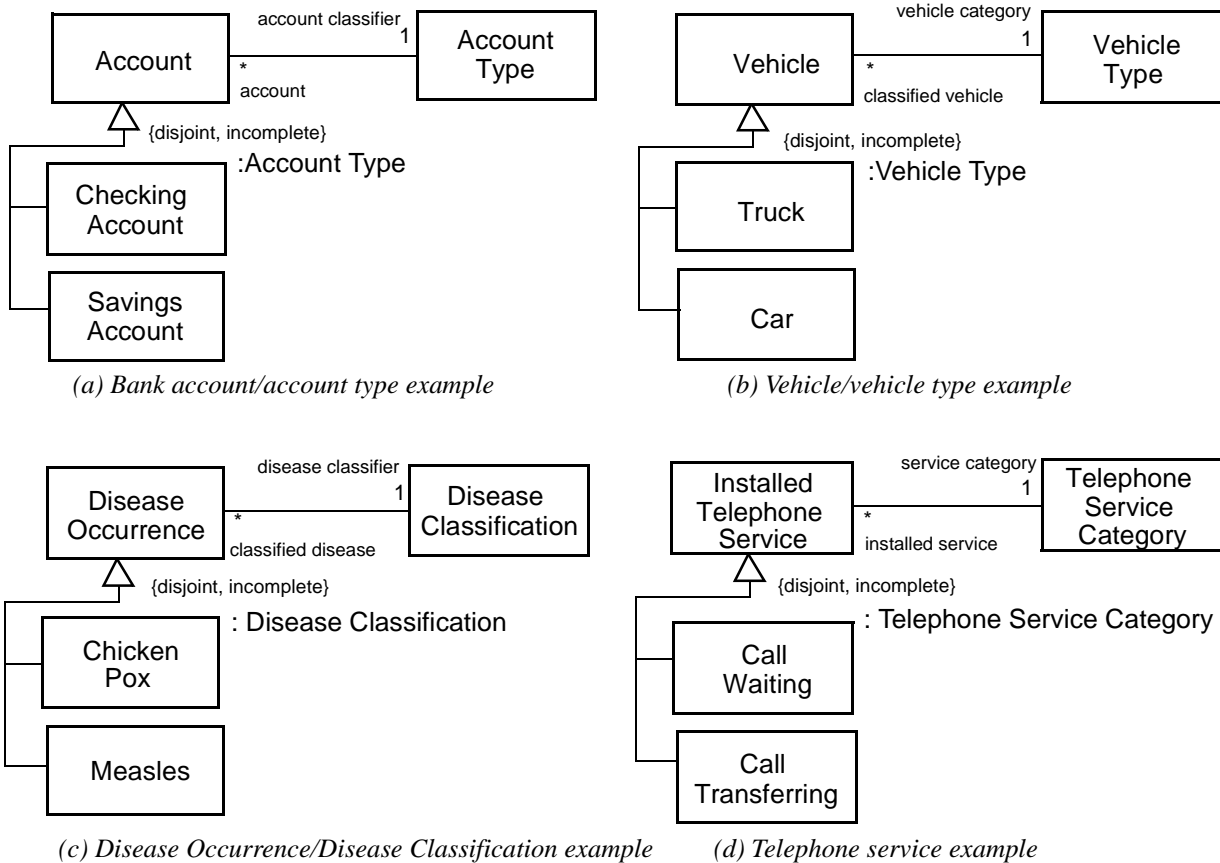 account classifier
1
Account
Account
Type
*
account
{disjoint, incomplete}
:Account Type
Checking
Account
Savings
Account
(a) Bank account/account type example
vehicle category
1
Vehicle
Vehicle
Type
*
classified vehicle
{disjoint, incomplete}
:Vehicle Type
Truck
Car
(b) Vehicle/vehicle type example
disease classifier
1
Disease
Occurrence
Disease
Classification
*
classified disease
{disjoint, incomplete}
: Disease Classification
Chicken
Pox
Measles
(c) Disease Occurrence/Disease Classification example
service category
1
Installed
Telephone
Service
Telephone
Service
Category
*
installed service
{disjoint, incomplete}
: Telephone Service Category
Call
Waiting
Call
Transferring
(d) Telephone service example